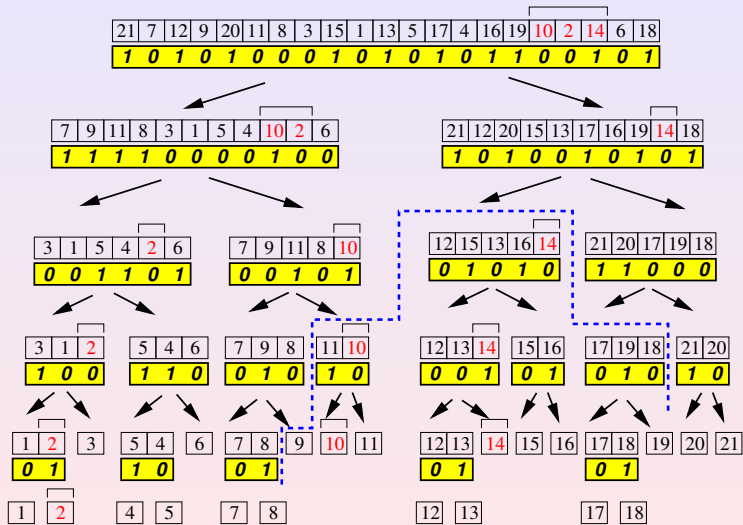 21 7 12 9 20 11 8 3 15 1 13 5 17 4 16 19 10 2 14 6 18
1 0 1 0 1 0 0 0 1 0 1 0 1 0 1 1 0 0 1 0 1
7 9 11 8 3 1 5 4 10 2 6 21 12 20 15 13 17 16 19 14 18
1 1 1 1 0 0 0 0 1 0 0 1 0 1 0 0 1 0 1 0 1
3 1 5 4 2 6 7 9 11 8 10 12 15 13 16 14 21 20 17 19 18
0 0 1 1 0 1 0 0 1 0 1 0 1 0 1 0 1 1 0 0 0
3 1 2 5 4 6 7 9 8 11 10 12 13 14 15 16 17 19 18 21 20
1 0 0 1 1 0 0 1 0 1 0 0 0 1 0 1 0 1 0 1 0
1 2 3 5 4 6 7 8 9 10 11 12 13 14 15 16 17 18 19 20 21
0 1 1 0 0 1 0 1 0 1
1 2 4 5 7 8 12 13 17 18